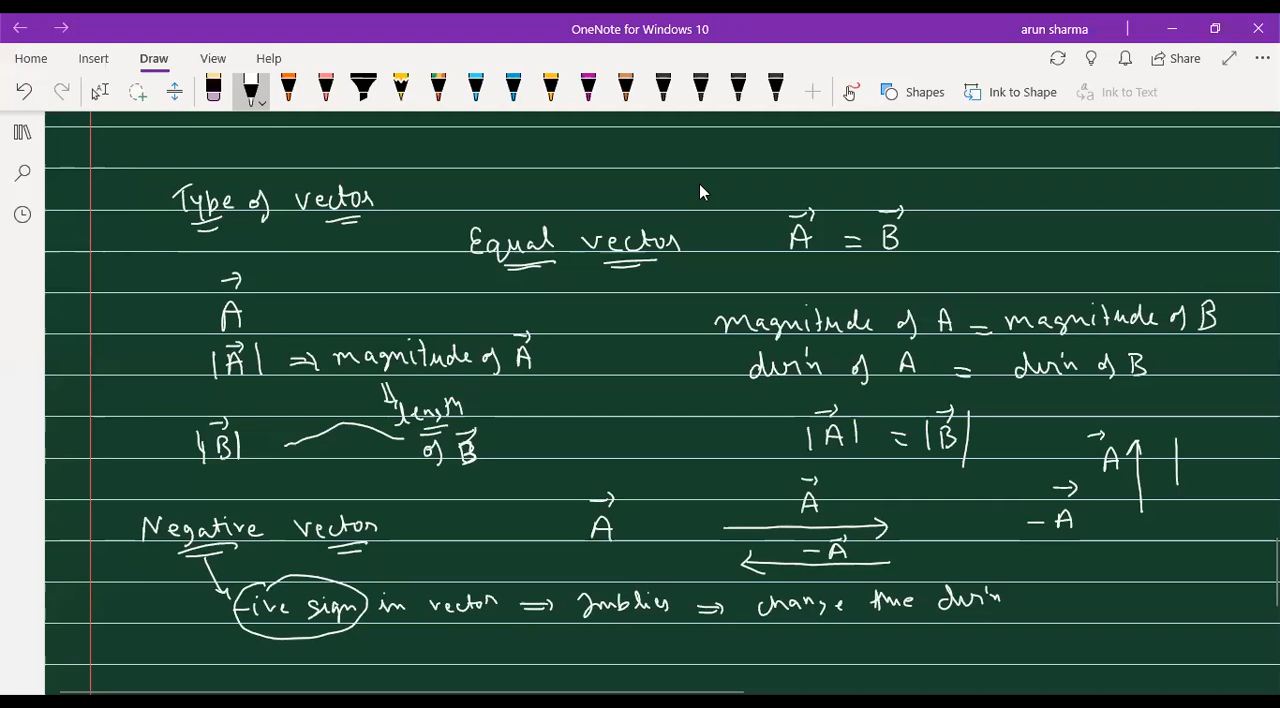 OneNote for Windows 10
arun sharma
Home Insert Draw View Help
Share
Shapes Ink to Shape Ink to Text
Type of vector
Equal vector A = B
A
|A| ⇒ magnitude of A
length
|B| of B
magnitude of A = magnitude of B
dirn of A = dirn of B
|A| = |B|
A
Negative vector A A - A
- A
-ive sign in vector ⇒ Implies ⇒ change the dirn